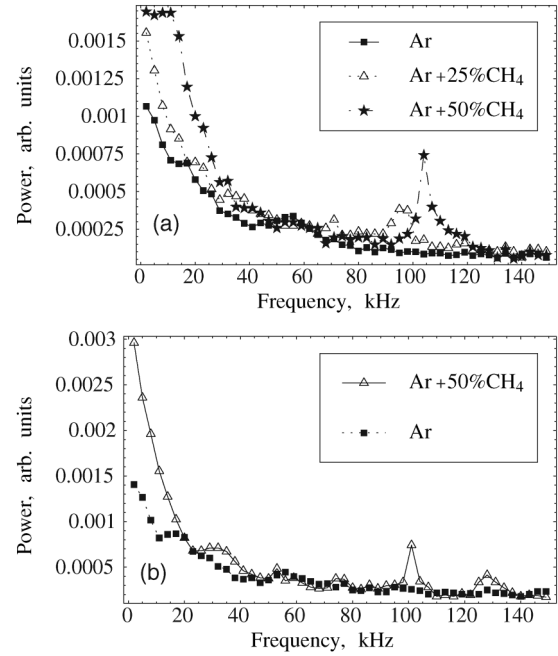 Power, arb. units
0.0015
0.00125
0.001
0.00075
0.0005
0.00025
Ar
Ar+25%CH4
Ar+50%CH4
(a)
0 20 40 60 80 100 120 140
Frequency, kHz
Power, arb. units
0.003
0.0025
0.002
0.0015
0.001
0.0005
Ar+50%CH4
Ar
(b)
0 20 40 60 80 100 120 140
Frequency, kHz